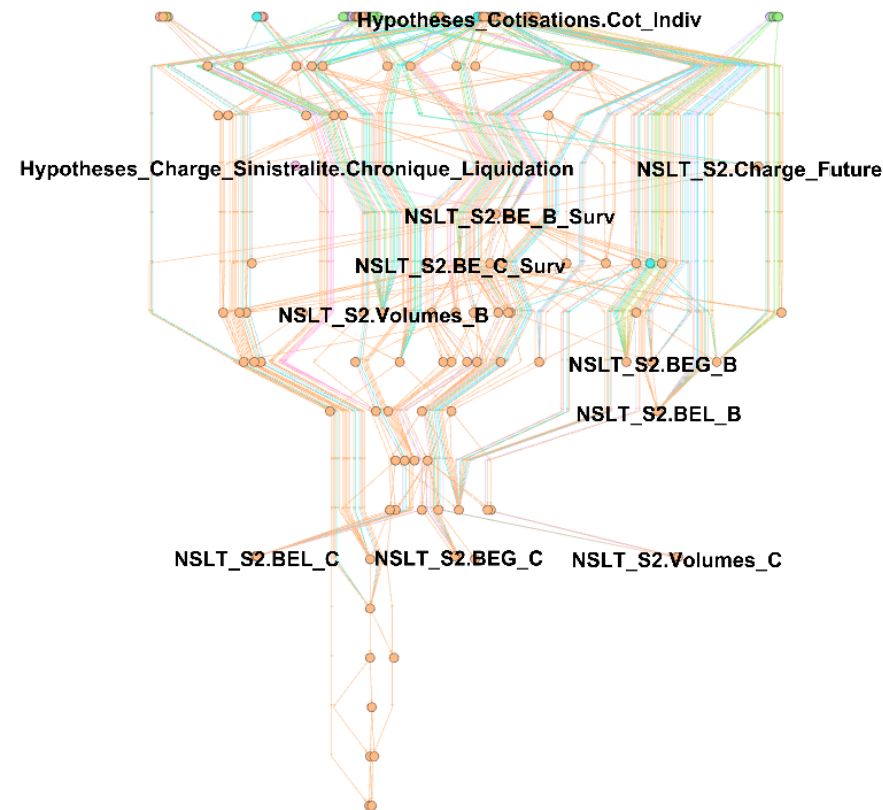 Hypotheses_Cotisations.Cot_Indiv
Hypotheses_Charge_Sinistralite.Chronique_Liquidation
NSLT_S2.Charge_Future
NSLT_S2.BE_B_Surv
NSLT_S2.BE_C_Surv
NSLT_S2.Volumes_B
NSLT_S2.BEG_B
NSLT_S2.BEL_B
NSLT_S2.BEL_C
NSLT_S2.BEG_C
NSLT_S2.Volumes_C